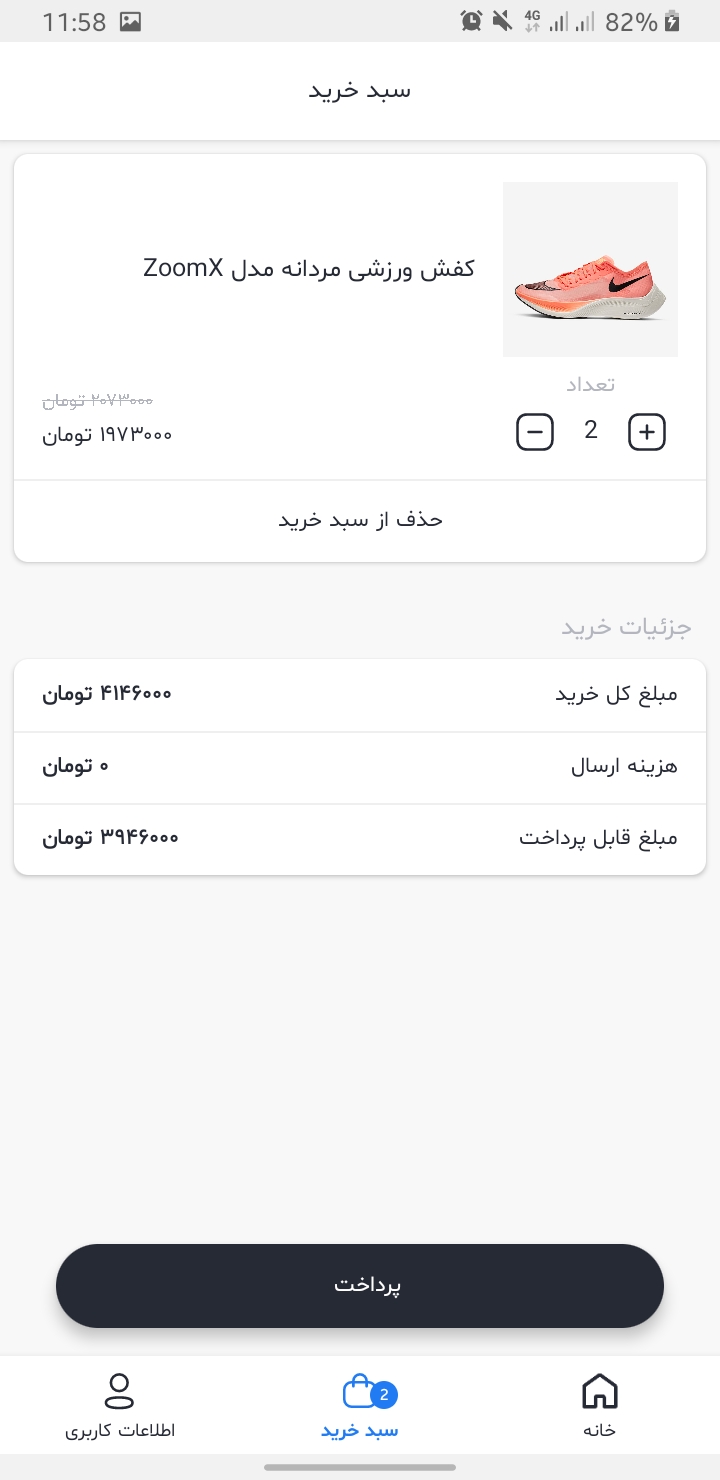 11:58
4G 82%
سبد خرید
کفش ورزشی مردانه مدل ZoomX
تعداد
۲۰۷۳۰۰۰ تومان
2
۱۹۷۳۰۰۰ تومان
حذف از سبد خرید
جزئیات خرید
مبلغ کل خرید ۴۱۴۶۰۰۰ تومان
هزینه ارسال ۰ تومان
مبلغ قابل پرداخت ۳۹۴۶۰۰۰ تومان
پرداخت
2
خانه سبد خرید اطلاعات کاربری